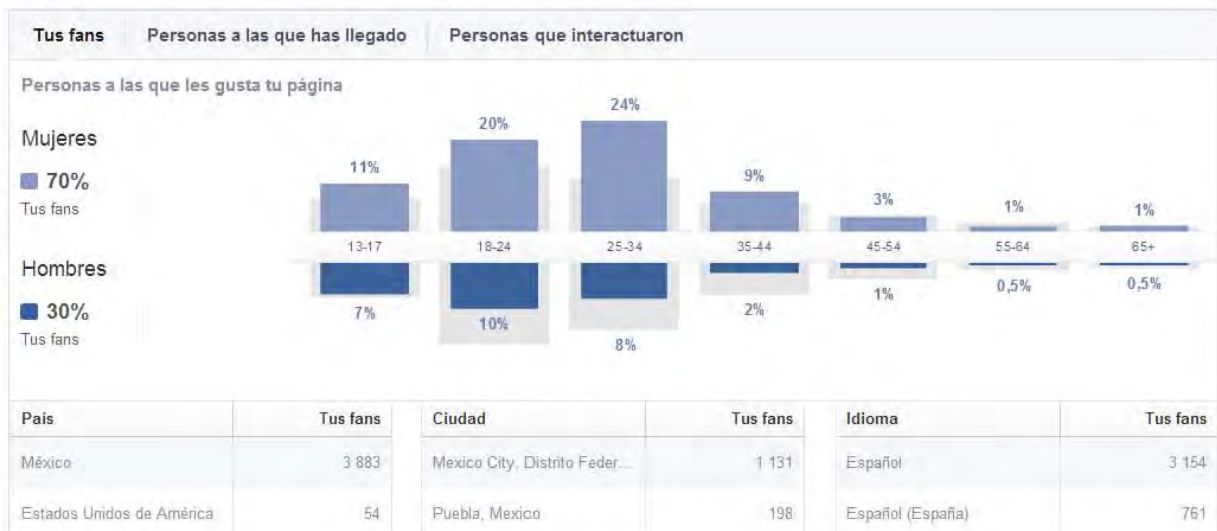 Tus fans Personas a las que has llegado Personas que interactuaron
Personas a las que les gusta tu página
Mujeres
70%
Tus fans
Hombres
30%
Tus fans
11% 20% 24% 9% 3% 1% 1%
13-17 18-24 25-34 35-44 45-54 55-64 65+
7% 10% 8% 2% 1% 0,5% 0,5%
País Tus fans Ciudad Tus fans Idioma Tus fans
México 3 883 Mexico City, Distrito Feder... 1 131 Español 3 154
Estados Unidos de América 54 Puebla, Mexico 198 Español (España) 761